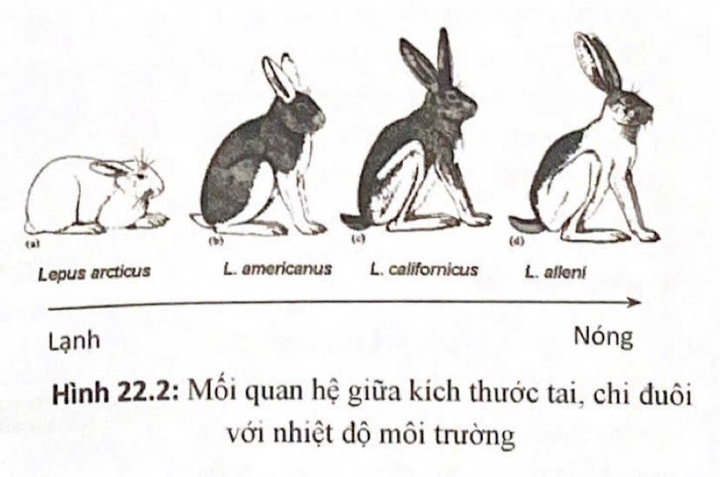 (a) (b) (c) (d)
Lepus arcticus L. americanus L. californicus L. alleni
Lạnh Nóng
Hình 22.2: Mối quan hệ giữa kích thước tai, chi đuôi
với nhiệt độ môi trường